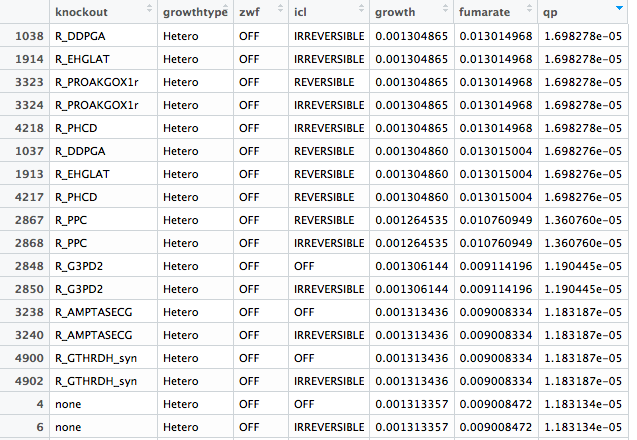 knockout growthtype zwf icl growth fumarate qp
1038 R_DDPGA Hetero OFF IRREVERSIBLE 0.001304865 0.013014968 1.698278e-05
1914 R_EHGLAT Hetero OFF IRREVERSIBLE 0.001304865 0.013014968 1.698278e-05
3323 R_PROAKGOX1r Hetero OFF REVERSIBLE 0.001304865 0.013014968 1.698278e-05
3324 R_PROAKGOX1r Hetero OFF IRREVERSIBLE 0.001304865 0.013014968 1.698278e-05
4218 R_PHCD Hetero OFF IRREVERSIBLE 0.001304865 0.013014968 1.698278e-05
1037 R_DDPGA Hetero OFF REVERSIBLE 0.001304860 0.013015004 1.698276e-05
1913 R_EHGLAT Hetero OFF REVERSIBLE 0.001304860 0.013015004 1.698276e-05
4217 R_PHCD Hetero OFF REVERSIBLE 0.001304860 0.013015004 1.698276e-05
2867 R_PPC Hetero OFF REVERSIBLE 0.001264535 0.010760949 1.360760e-05
2868 R_PPC Hetero OFF IRREVERSIBLE 0.001264535 0.010760949 1.360760e-05
2848 R_G3PD2 Hetero OFF OFF 0.001306144 0.009114196 1.190445e-05
2850 R_G3PD2 Hetero OFF IRREVERSIBLE 0.001306144 0.009114196 1.190445e-05
3238 R_AMPTASECG Hetero OFF OFF 0.001313436 0.009008334 1.183187e-05
3240 R_AMPTASECG Hetero OFF IRREVERSIBLE 0.001313436 0.009008334 1.183187e-05
4900 R_GTHRDH_syn Hetero OFF OFF 0.001313436 0.009008334 1.183187e-05
4902 R_GTHRDH_syn Hetero OFF IRREVERSIBLE 0.001313436 0.009008334 1.183187e-05
4 none Hetero OFF OFF 0.001313357 0.009008472 1.183134e-05
6 none Hetero OFF IRREVERSIBLE 0.001313357 0.009008472 1.183134e-05